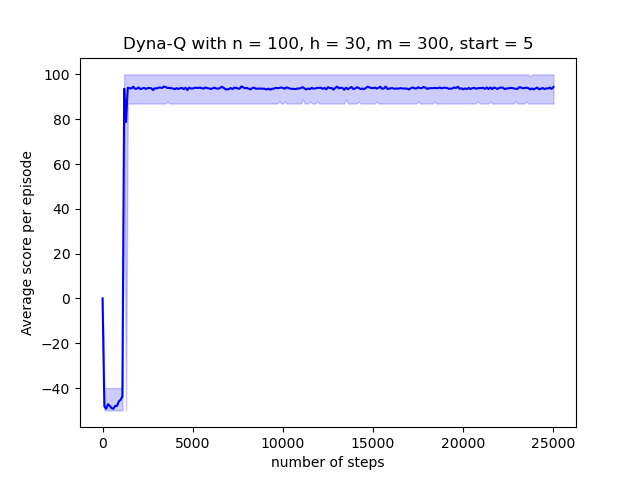 Dyna-Q with n = 100, h = 30, m = 300, start = 5
100
80
60
40
20
0
−20
−40
Average score per episode
0 5000 10000 15000 20000 25000
number of steps